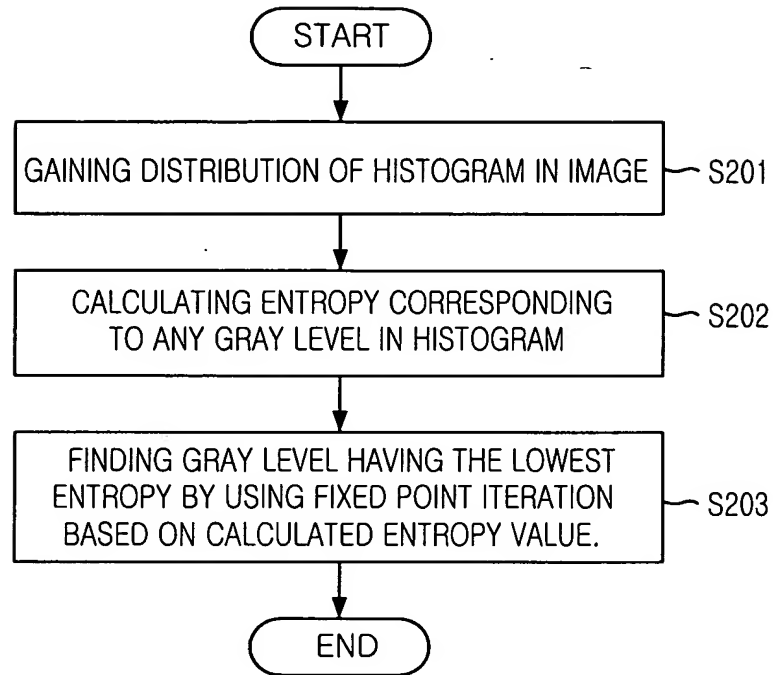 START
GAINING DISTRIBUTION OF HISTOGRAM IN IMAGE
S201
CALCULATING ENTROPY CORRESPONDING
TO ANY GRAY LEVEL IN HISTOGRAM
S202
FINDING GRAY LEVEL HAVING THE LOWEST
ENTROPY BY USING FIXED POINT ITERATION
BASED ON CALCULATED ENTROPY VALUE.
S203
END